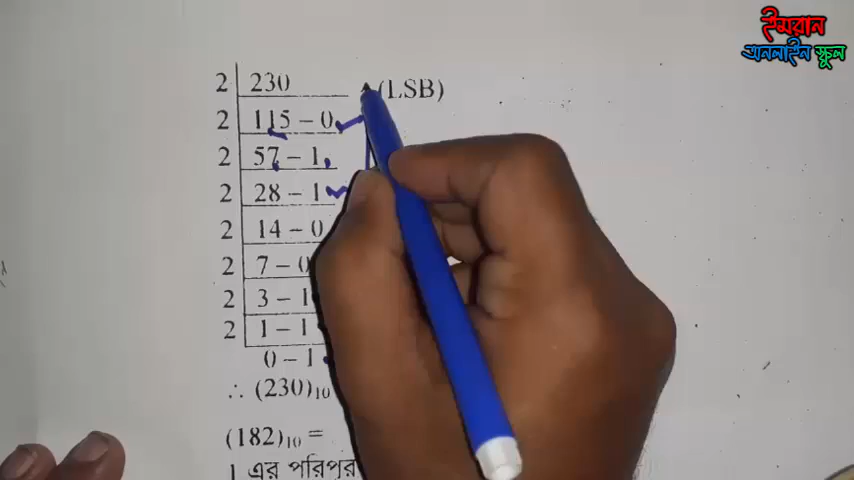 ইমরান
অনলাইন স্কুল
2 230 (LSB)
2 115 – 0
2 57 – 1
2 28 – 1
2 14 – 0
2 7 – 0
2 3 – 1
2 1 – 1
0 – 1
∴ (230)₁₀
(182)₁₀ =
1 এর পরিপূর